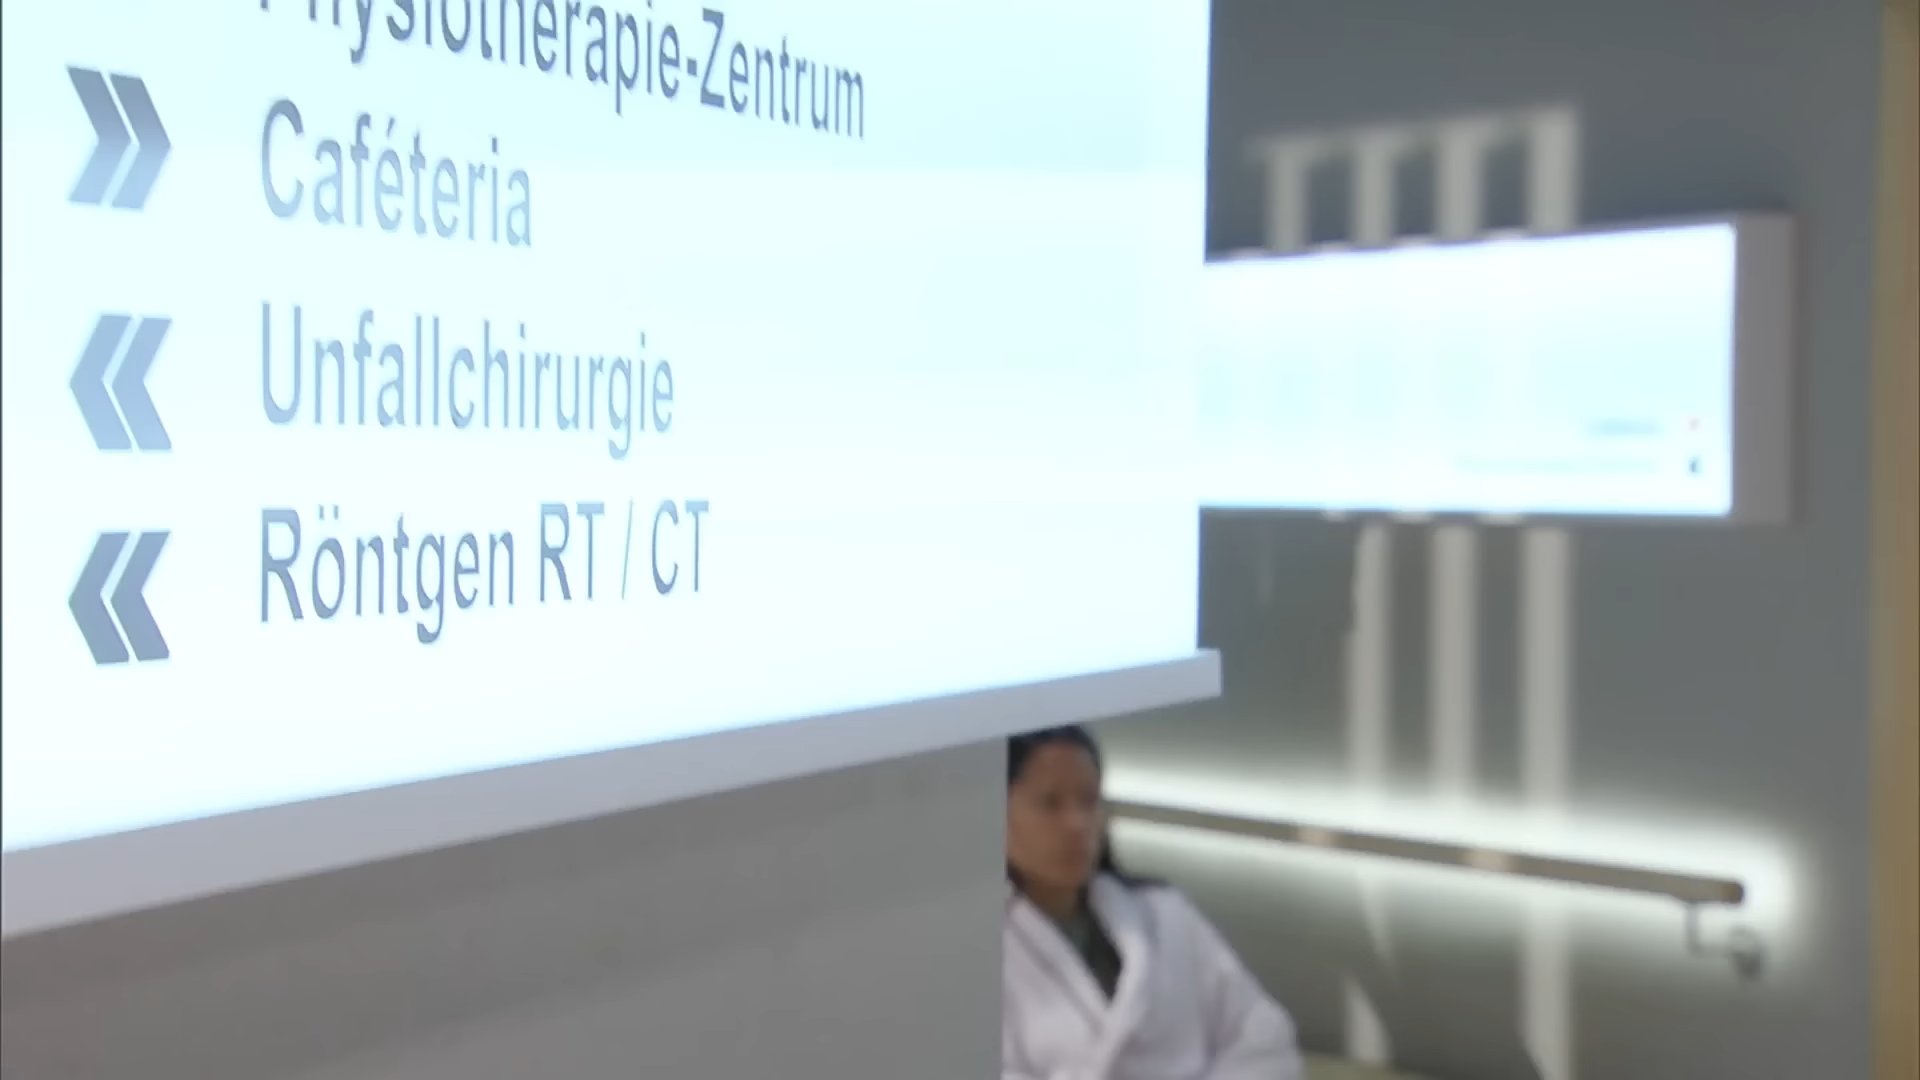 Physiotherapie-Zentrum
» Caféteria
« Unfallchirurgie
« Röntgen RT / CT